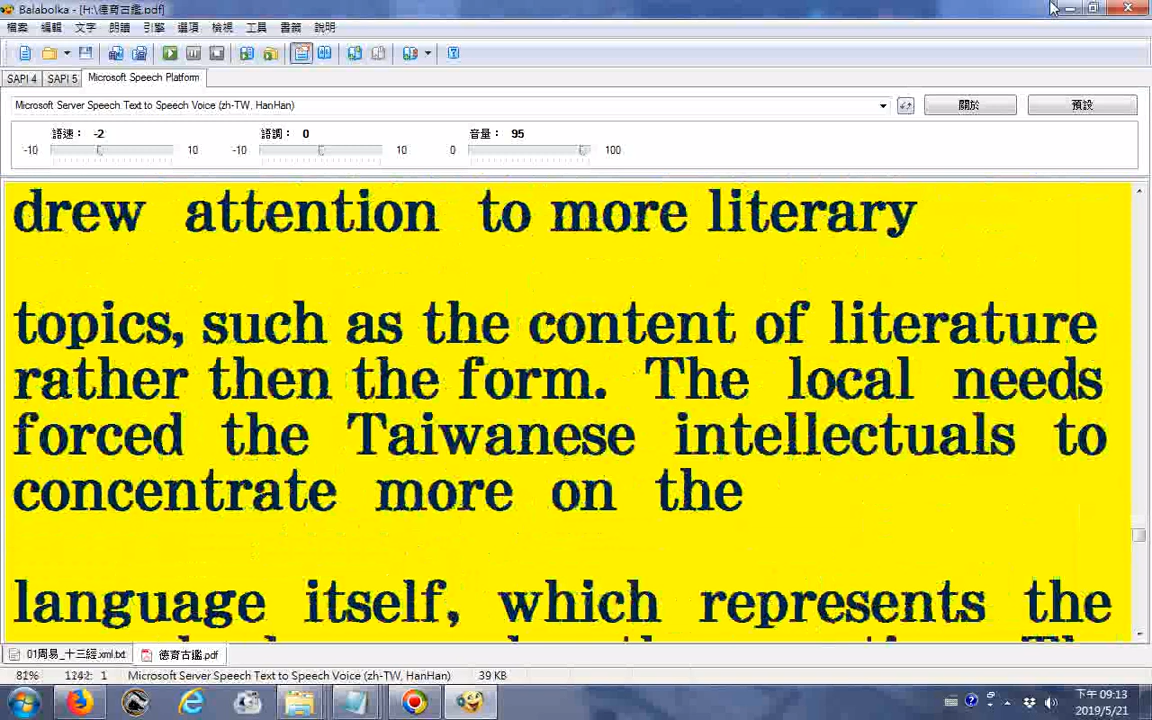 Balabolka - [H:\德育古鑑.pdf]
檔案 編輯 文字 朗讀 引擎 選項 檢視 工具 書籤 說明
SAPI 4 SAPI 5 Microsoft Speech Platform
Microsoft Server Speech Text to Speech Voice (zh-TW, HanHan) 關於 預設
語速： -2 語調： 0 音量： 95
-10 10 -10 10 0 100
drew attention to more literary
topics, such as the content of literature
rather then the form. The local needs
forced the Taiwanese intellectuals to
concentrate more on the
language itself, which represents the
01周易_十三經.xml.txt 德育古鑑.pdf
1242: 1 Microsoft Server Speech Text to Speech Voice (zh-TW, HanHan) 39 KB
下午 09:13
2019/5/21